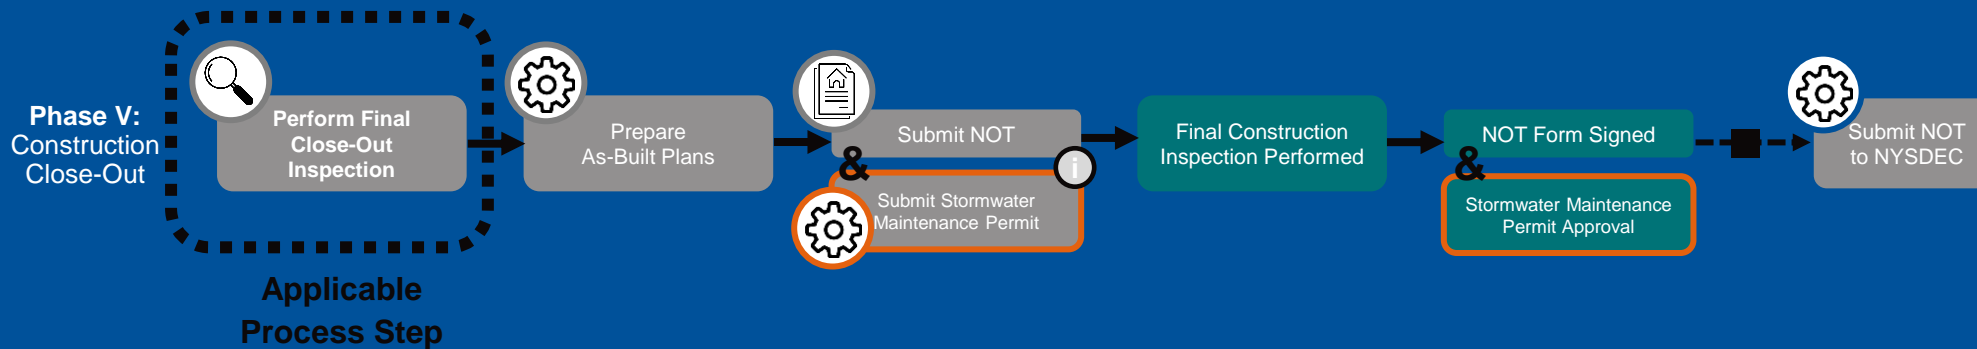 Phase V:
Construction
Close-Out
Perform Final
Close-Out
Inspection
Applicable
Process Step
Prepare
As-Built Plans
Submit NOT
&
i
Submit Stormwater
Maintenance Permit
Final Construction
Inspection Performed
NOT Form Signed
&
Stormwater Maintenance
Permit Approval
Submit NOT
to NYSDEC